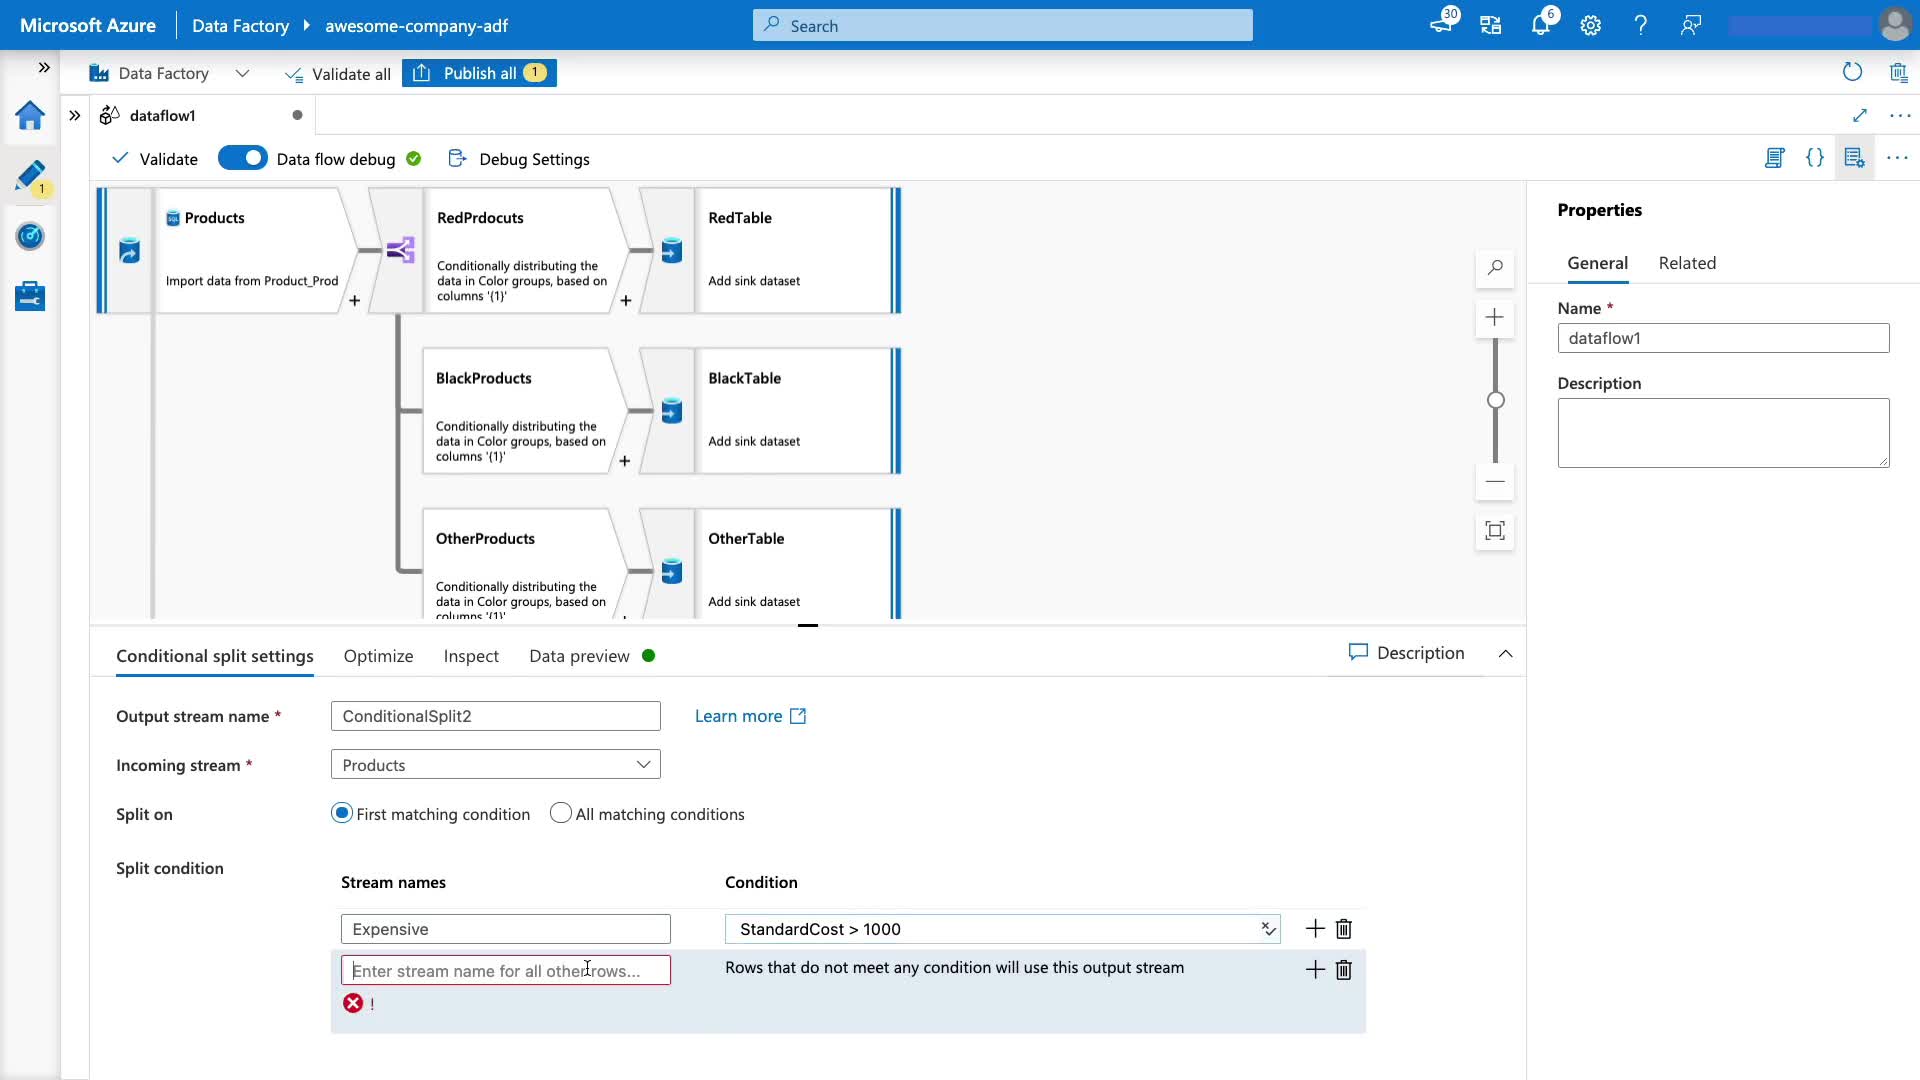 Microsoft Azure
Data Factory
awesome-company-adf
Search
30
6
Data Factory
Validate all
Publish all
1
dataflow1
Validate
Data flow debug
Debug Settings
1
Products
Import data from Product_Prod
RedPrdocuts
Conditionally distributing the
data in Color groups, based on
columns '{1}'
RedTable
Add sink dataset
BlackProducts
Conditionally distributing the
data in Color groups, based on
columns '{1}'
BlackTable
Add sink dataset
OtherProducts
Conditionally distributing the
data in Color groups, based on
columns '{1}'
OtherTable
Add sink dataset
Properties
General
Related
Name *
dataflow1
Description
Conditional split settings
Optimize
Inspect
Data preview
Description
Output stream name *
ConditionalSplit2
Learn more
Incoming stream *
Products
Split on
First matching condition
All matching conditions
Split condition
Stream names
Condition
Expensive
StandardCost > 1000
Enter stream name for all other rows...
Rows that do not meet any condition will use this output stream
!